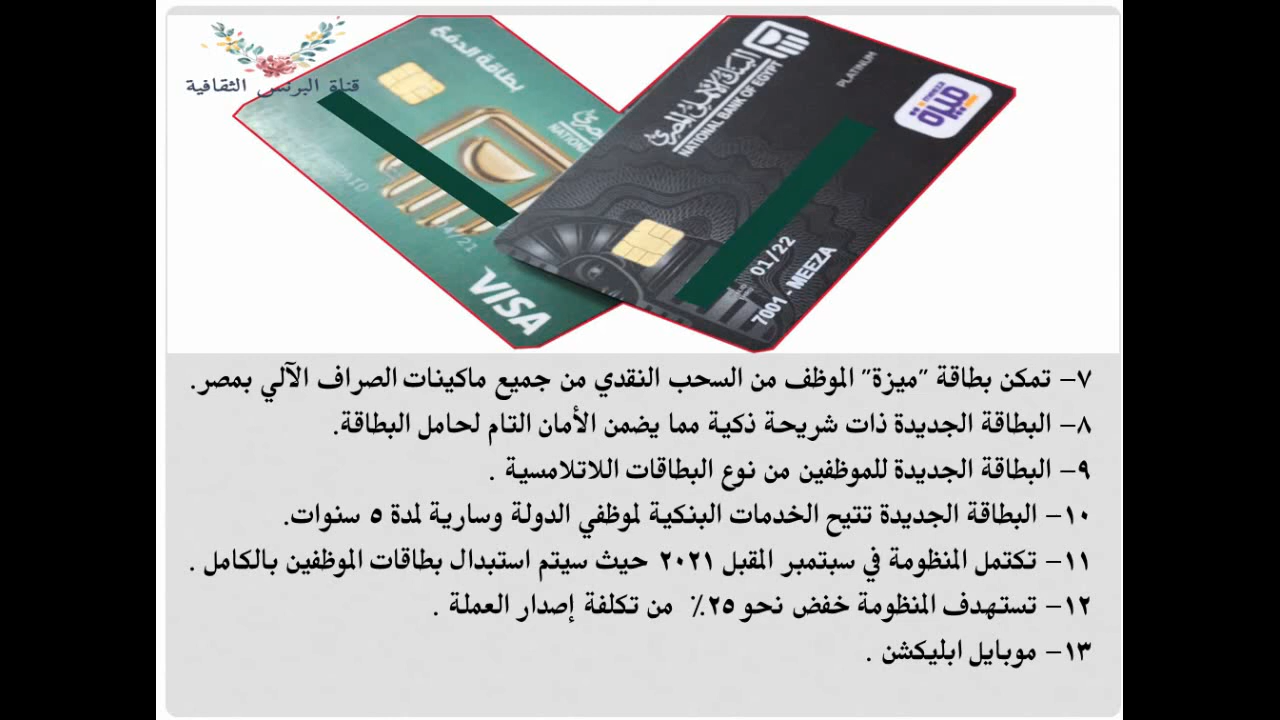 قناة البرنس الثقافية
بطاقة الدفع
NATIONAL
04/21
VISA
البنك الأهلي المصري
NATIONAL BANK OF EGYPT
PLATINUM
ميزة
MEEZA
01/22
7001 - MEEZA
٧– تمكن بطاقة "ميزة" الموظف من السحب النقدي من جميع ماكينات الصراف الآلي بمصر.
٨– البطاقة الجديدة ذات شريحة ذكية مما يضمن الأمان التام لحامل البطاقة.
٩– البطاقة الجديدة للموظفين من نوع البطاقات اللاتلامسية .
١٠– البطاقة الجديدة تتيح الخدمات البنكية لموظفي الدولة وسارية لمدة ٥ سنوات.
١١– تكتمل المنظومة في سبتمبر المقبل ٢٠٢١ حيث سيتم استبدال بطاقات الموظفين بالكامل .
١٢– تستهدف المنظومة خفض نحو ٢٥٪ من تكلفة إصدار العملة .
١٣– موبايل ابليكشن .